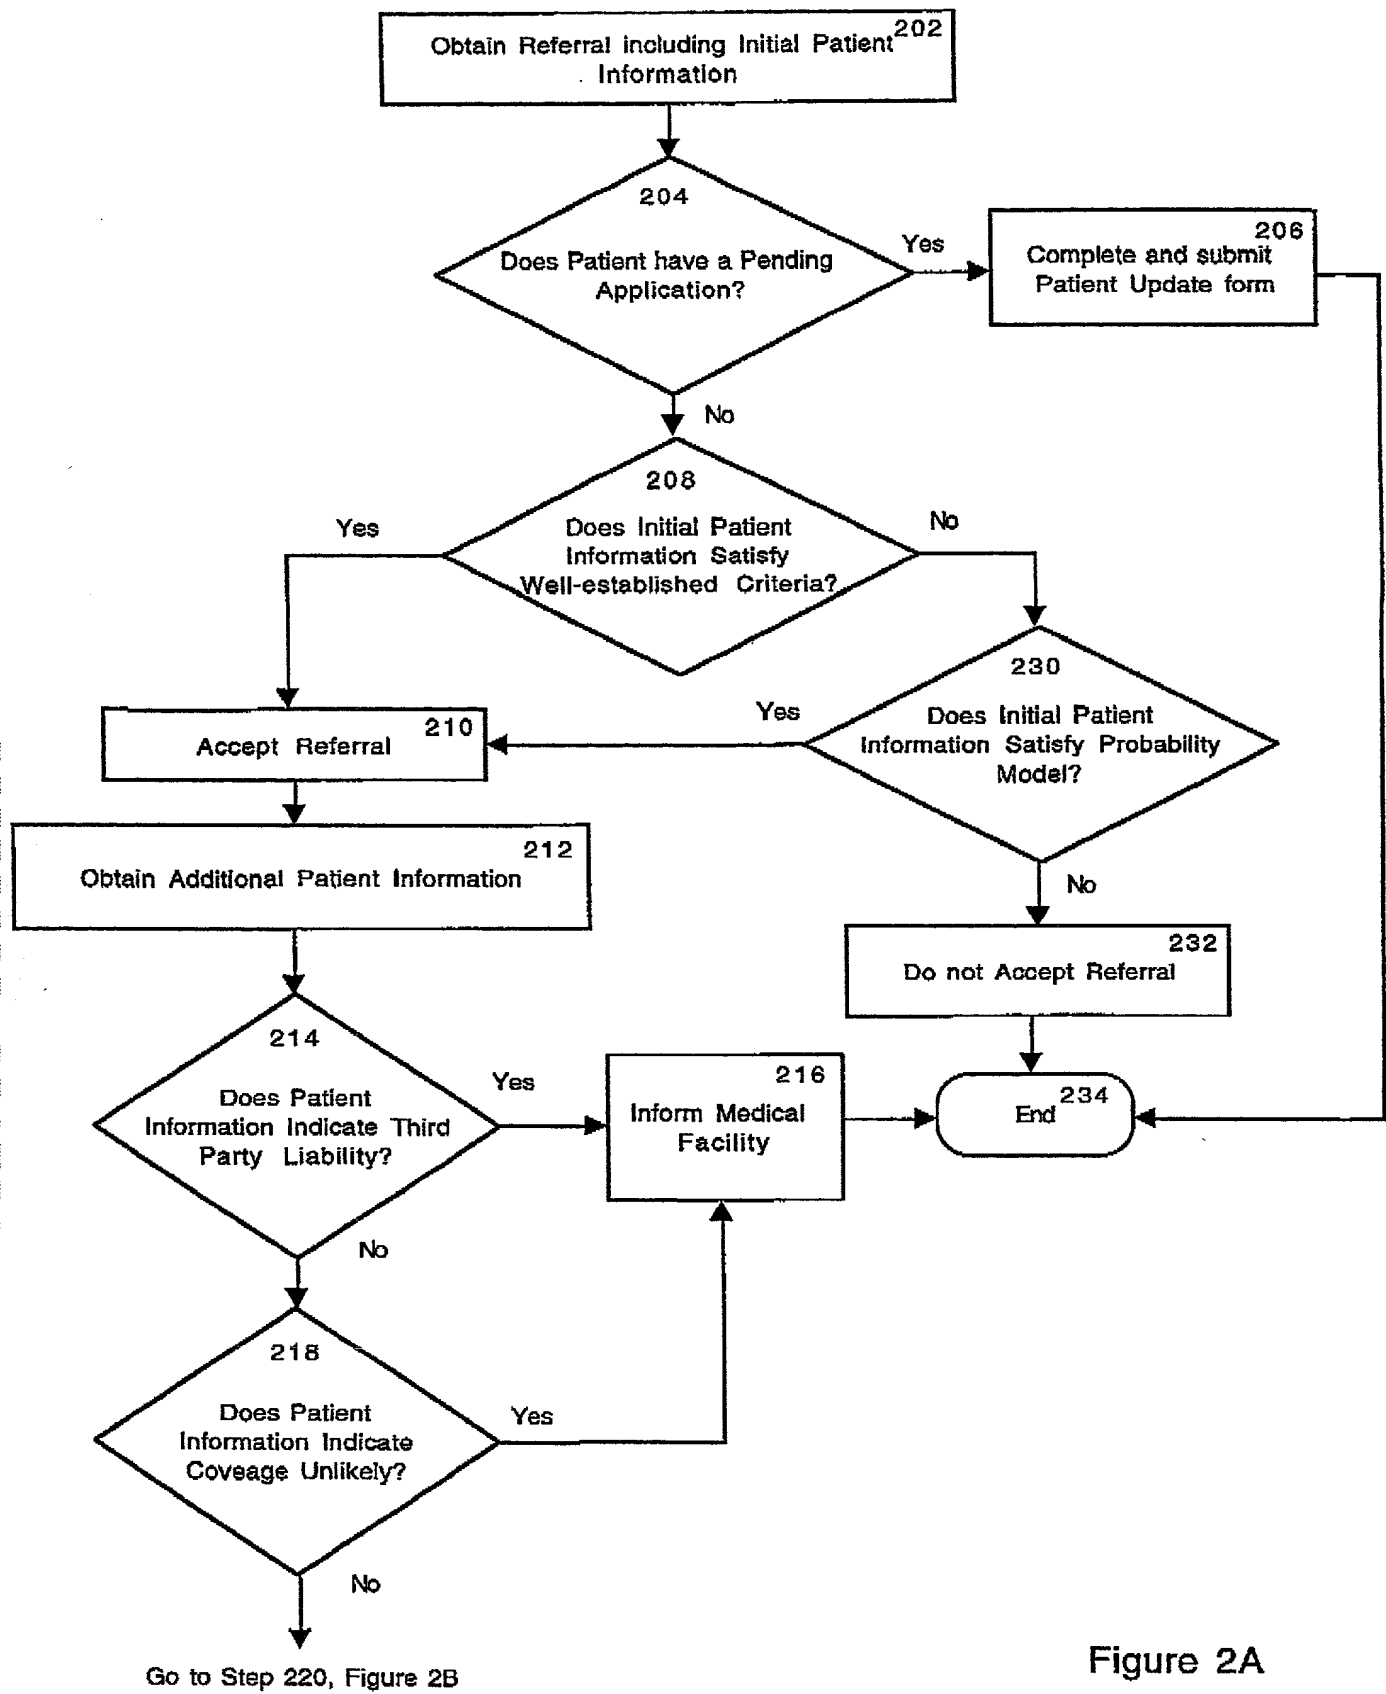 202
Obtain Referral including Initial Patient
Information
204
Does Patient have a Pending
Application?
Yes
206
Complete and submit
Patient Update form
No
208
Does Initial Patient
Information Satisfy
Well-established Criteria?
Yes
No
230
Does Initial Patient
Information Satisfy Probability
Model?
Yes
210
Accept Referral
212
Obtain Additional Patient Information
No
232
Do not Accept Referral
214
Does Patient
Information Indicate Third
Party Liability?
Yes
216
Inform Medical
Facility
234
End
No
218
Does Patient
Information Indicate
Coveage Unlikely?
Yes
No
Go to Step 220, Figure 2B
Figure 2A